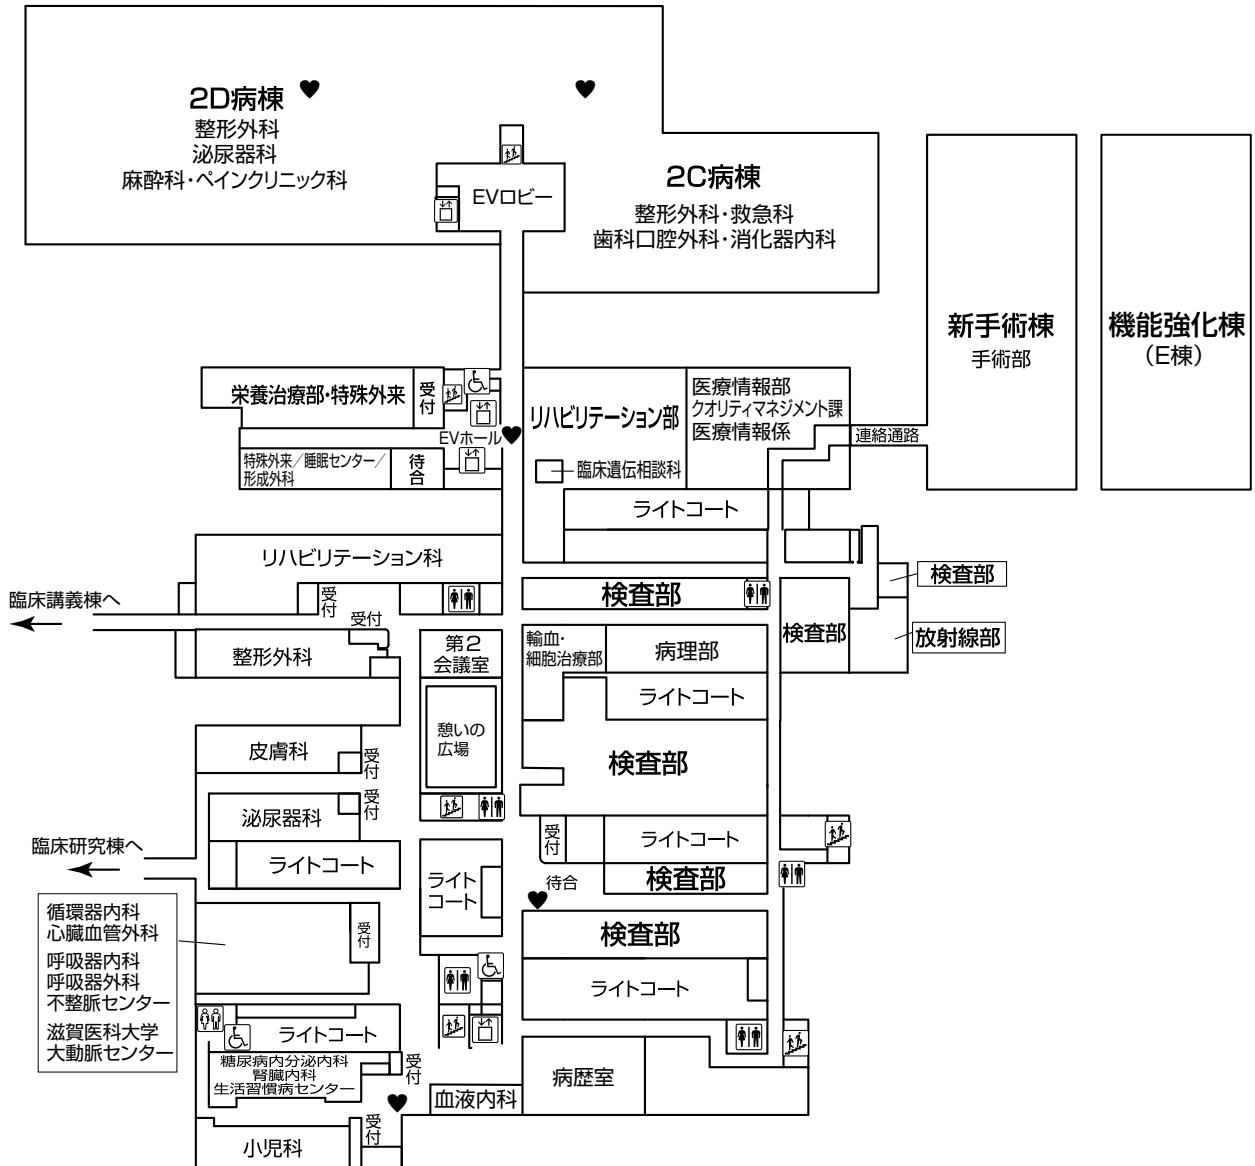 2D病棟
整形外科
泌尿器科
麻酔科・ペインクリニック科
EVロビー
2C病棟
整形外科・救急科
歯科口腔外科・消化器内科
新手術棟
手術部
機能強化棟
（E棟）
栄養治療部・特殊外来
受付
EVホール
特殊外来／睡眠センター／
形成外科
待合
リハビリテーション部
臨床遺伝相談科
医療情報部
クオリティマネジメント課
医療情報係
連絡通路
ライトコート
リハビリテーション科
受付
検査部
検査部
臨床講義棟へ
受付
整形外科
第2
会議室
輸血・
細胞治療部
病理部
検査部
放射線部
ライトコート
憩いの
広場
皮膚科
受付
検査部
泌尿器科
受付
受付
ライトコート
臨床研究棟へ
ライトコート
ライト
コート
待合
検査部
循環器内科
心臓血管外科
呼吸器内科
呼吸器外科
不整脈センター
滋賀医科大学
大動脈センター
受付
検査部
ライトコート
ライトコート
糖尿病内分泌内科
腎臓内科
生活習慣病センター
受付
血液内科
病歴室
小児科
受付